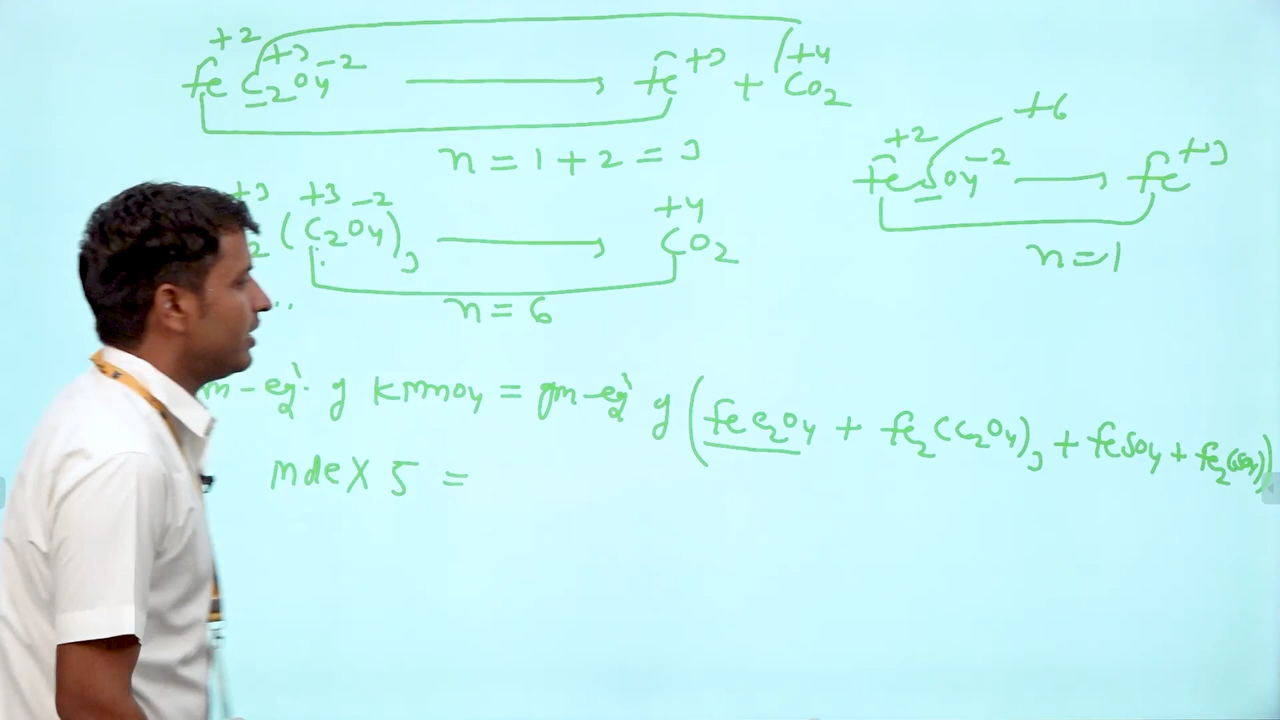 +2 +3 -2 +3 +4
Fe C2O4 → Fe + CO2
n = 1 + 2 = 3
+2 +6 -2 +3
FeSO4 → Fe
n = 1
+3 +3 -2 +4
2 (C2O4)3 → CO2
n = 6
m-eq. of KMnO4 = gm-eq of (FeC2O4 + Fe2(C2O4)3 + FeSO4 + Fe2(SO4)3)
Mole X 5 =